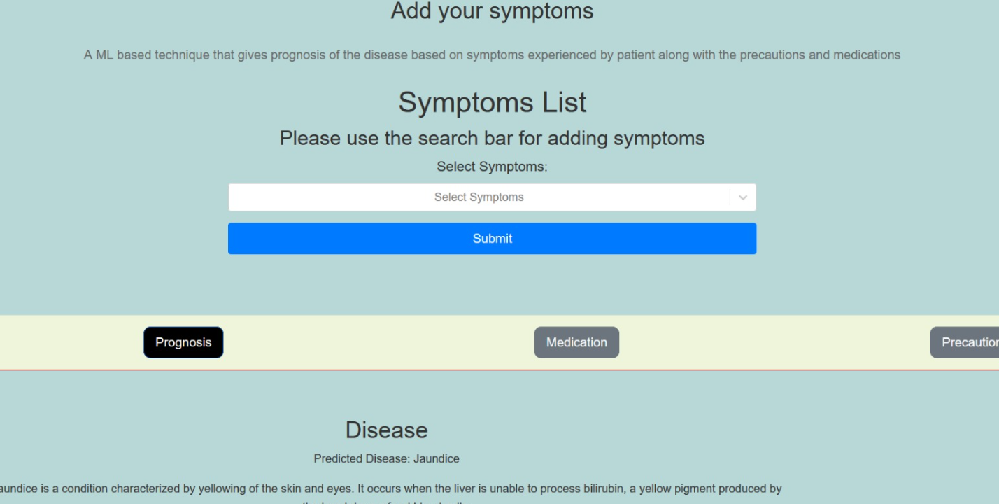 Add your symptoms
A ML based technique that gives prognosis of the disease based on symptoms experienced by patient along with the precautions and medications
Symptoms List
Please use the search bar for adding symptoms
Select Symptoms:
Select Symptoms
Submit
Prognosis
Medication
Precaution
Disease
Predicted Disease: Jaundice
aundice is a condition characterized by yellowing of the skin and eyes. It occurs when the liver is unable to process bilirubin, a yellow pigment produced by